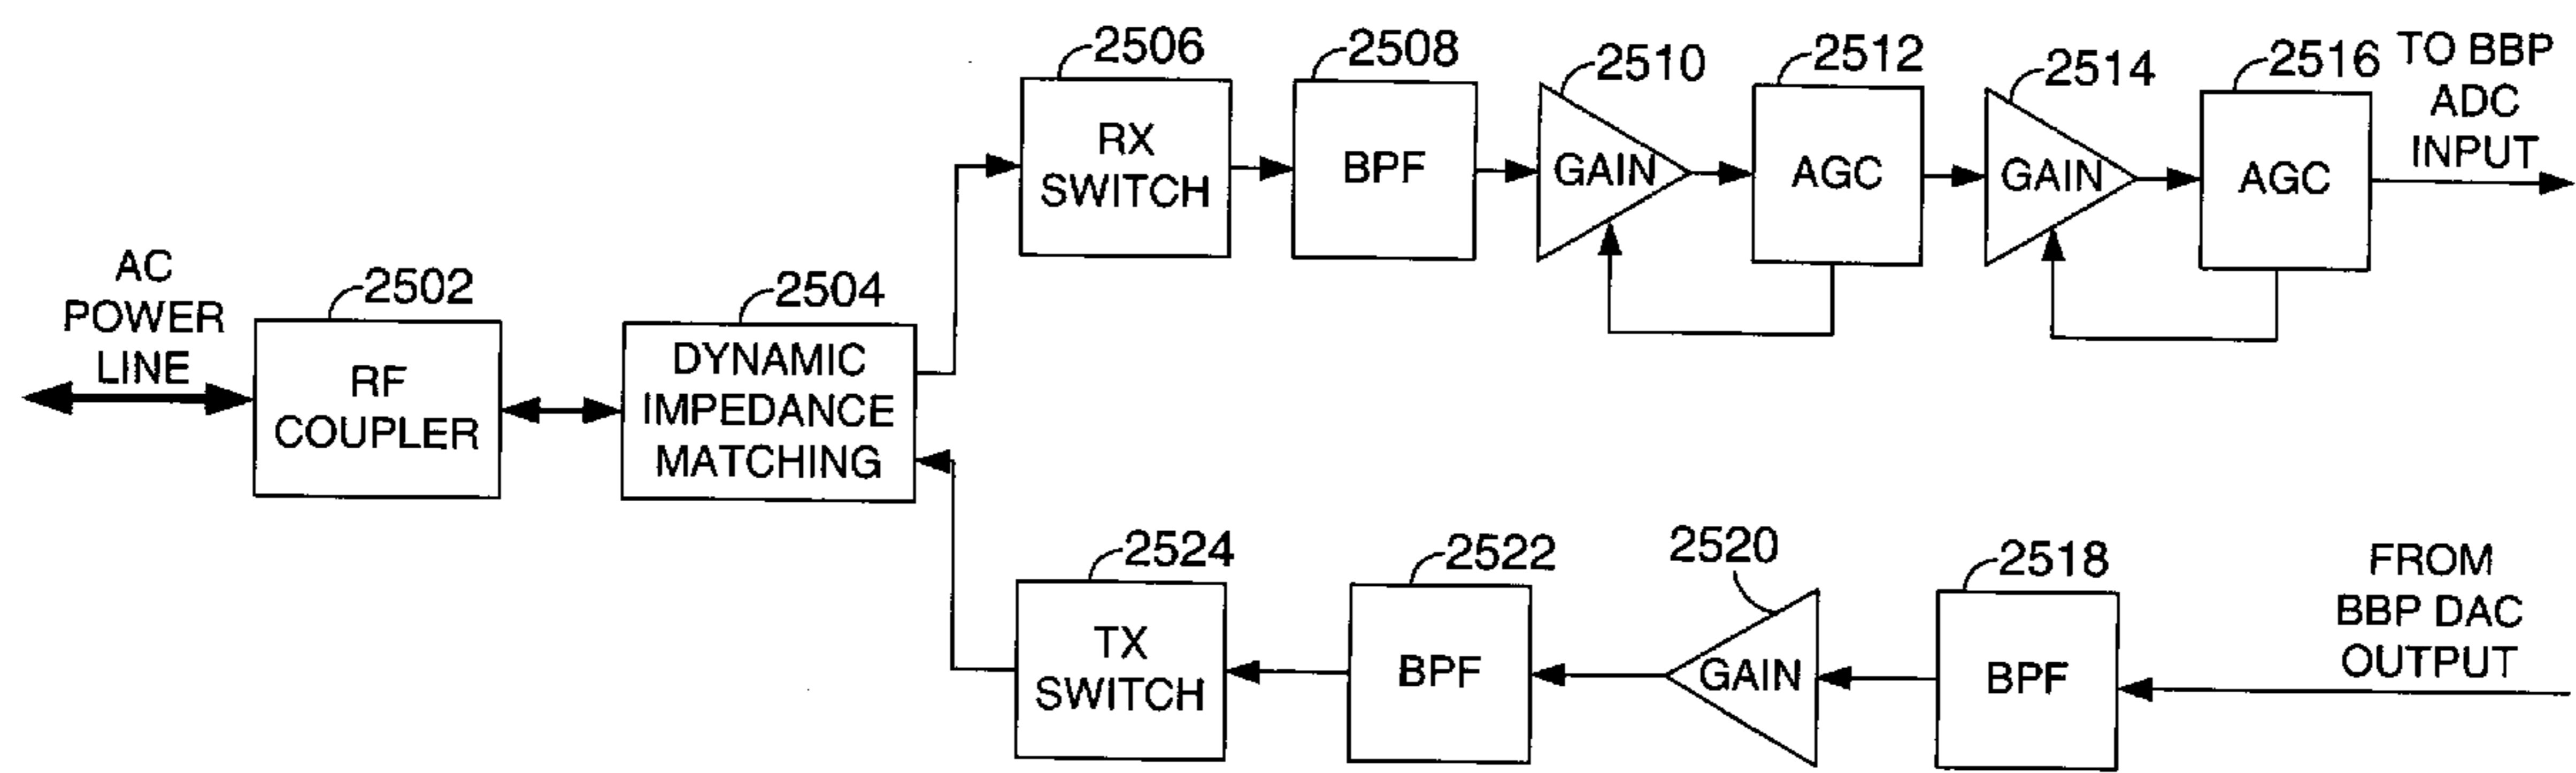 2506
2508
2510
2512
2514
2516
TO BBP
ADC
INPUT
RX
SWITCH
BPF
GAIN
AGC
GAIN
AGC
AC
POWER
LINE
2502
RF
COUPLER
2504
DYNAMIC
IMPEDANCE
MATCHING
2524
TX
SWITCH
2522
BPF
2520
GAIN
2518
BPF
FROM
BBP DAC
OUTPUT